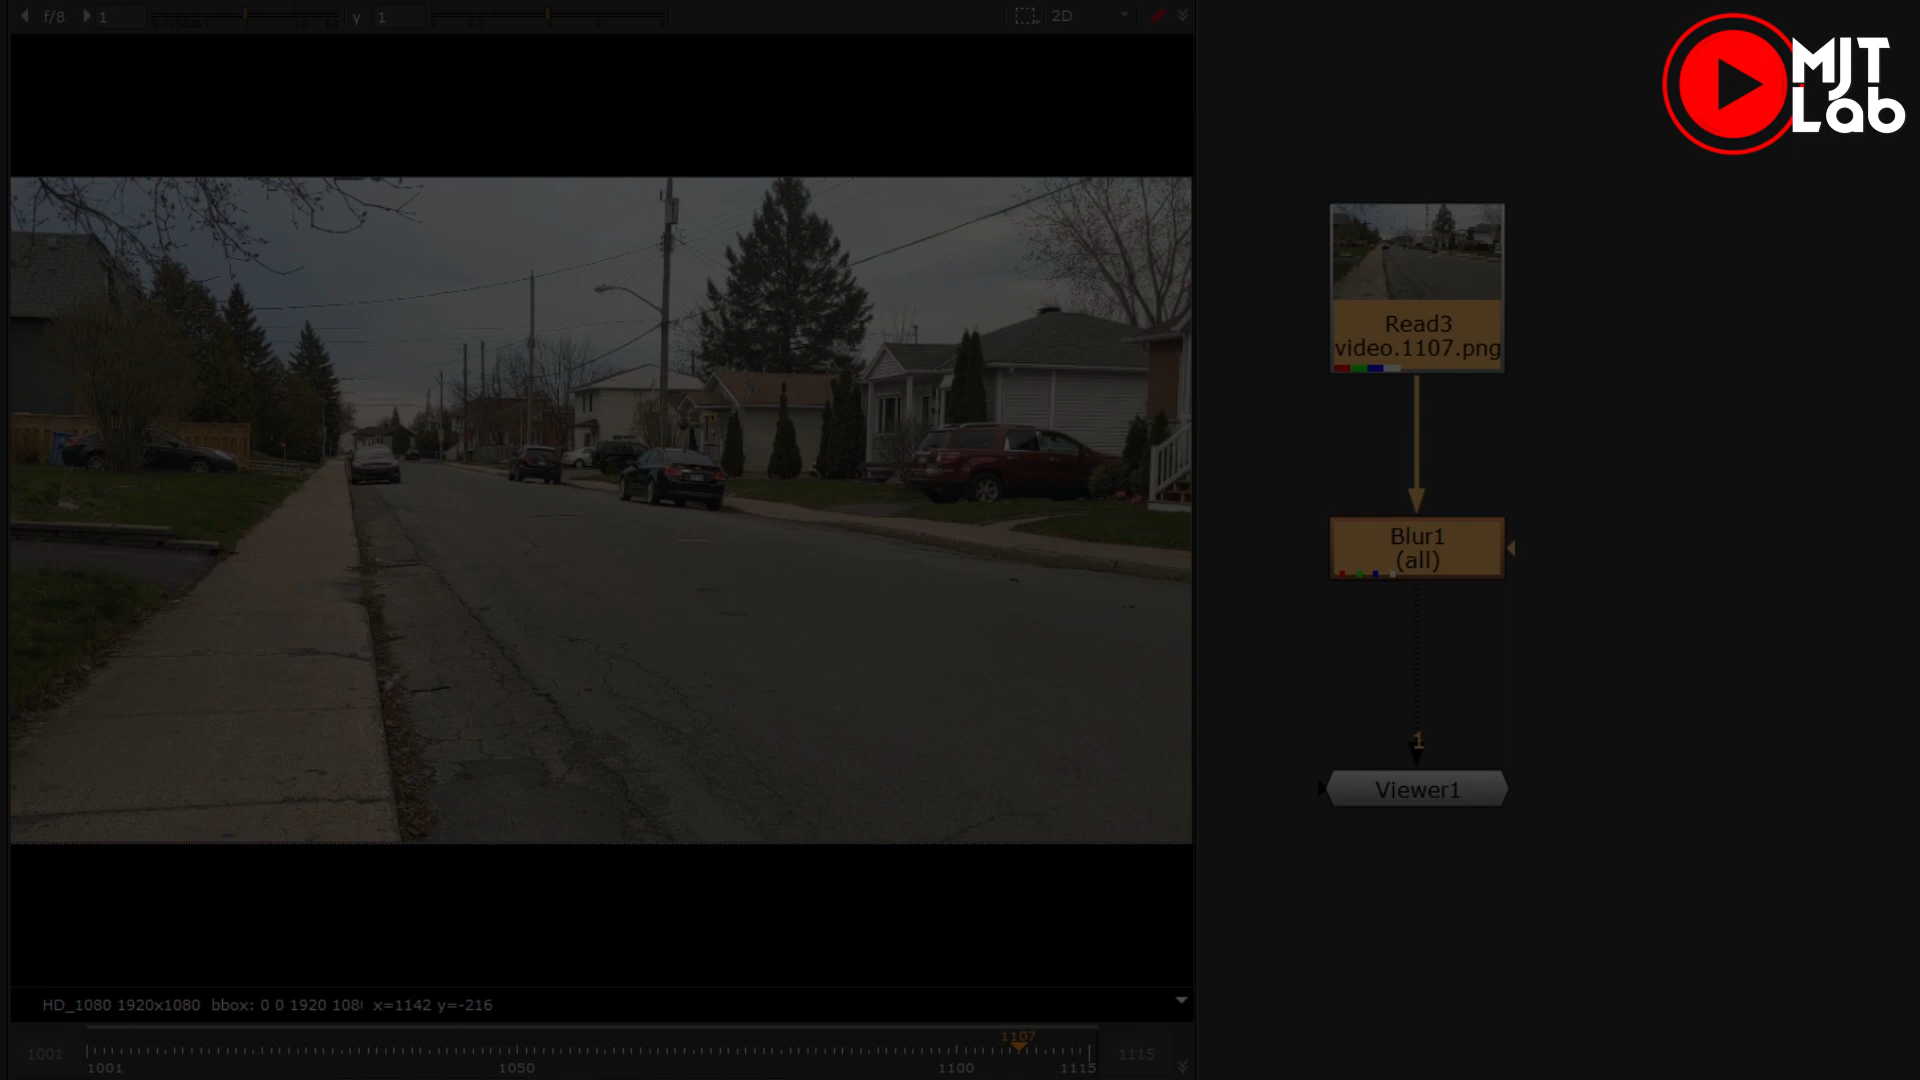 f/8 1 γ 1 2D
MJT
Lab
Read3
video.1107.png
Blur1
(all)
1
Viewer1
HD_1080 1920x1080 bbox: 0 0 1920 108 x=1142 y=-216
1107
1001 1115
1001 1050 1100 1115